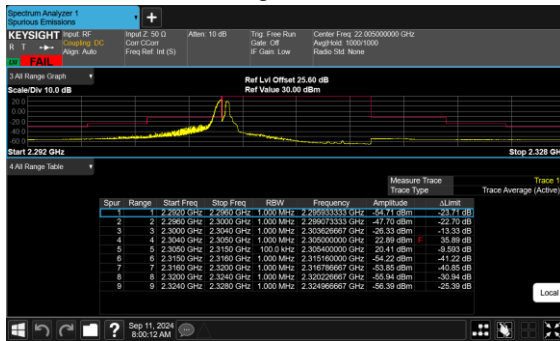 Spectrum Analyzer 1
Spurious Emissions
+
KEYSIGHT Input: RF Input Z: 50 Ω Atten: 10 dB Trig: Free Run Center Freq: 22.005000000 GHz
R T Coupling: DC Corr CCorr Gate: Off Avg|Hold: 1000/1000
Align: Auto Freq Ref: Int (S) IF Gain: Low Radio Std: None
FAIL
3 All Range Graph
Ref Lvl Offset 25.60 dB
Scale/Div 10.0 dB Ref Value 30.00 dBm
20.0
0.00
-20.0
-40.0
-60.0
Start 2.292 GHz Stop 2.328 GH
4 All Range Table
Measure Trace Trace 1
Trace Type Trace Average (Active)
Spur Range Start Freq Stop Freq RBW Frequency Amplitude ΔLimit
1 1 2.2920 GHz 2.2960 GHz 1.000 MHz 2.295933333 GHz -54.71 dBm -23.71 dB
2 2 2.2960 GHz 2.3000 GHz 1.000 MHz 2.299073333 GHz -47.70 dBm -22.70 dB
3 3 2.3000 GHz 2.3040 GHz 1.000 MHz 2.303626667 GHz -26.33 dBm -13.33 dB
4 4 2.3040 GHz 2.3050 GHz 1.000 MHz 2.305000000 GHz 22.89 dBm F 35.89 dB
5 5 2.3050 GHz 2.3150 GHz 100.0 kHz 2.305400000 GHz 20.41 dBm -9.593 dB
6 6 2.3150 GHz 2.3160 GHz 1.000 MHz 2.315160000 GHz -54.22 dBm -41.22 dB
7 7 2.3160 GHz 2.3200 GHz 1.000 MHz 2.316786667 GHz -53.85 dBm -40.85 dB
8 8 2.3200 GHz 2.3240 GHz 1.000 MHz 2.320226667 GHz -55.94 dBm -30.94 dB
9 9 2.3240 GHz 2.3280 GHz 1.000 MHz 2.324966667 GHz -56.39 dBm -25.39 dB
Local
? Sep 11, 2024
8:00:12 AM